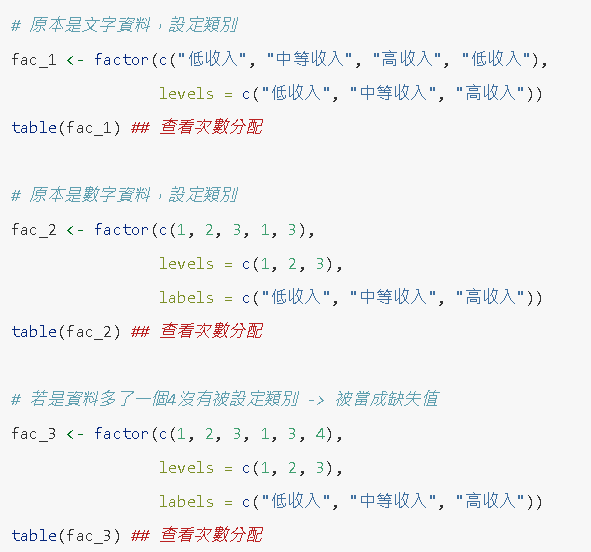 # 原本是文字資料，設定類別
fac_1 <- factor(c("低收入", "中等收入", "高收入", "低收入"),
levels = c("低收入", "中等收入", "高收入"))
table(fac_1) ## 查看次數分配
# 原本是數字資料，設定類別
fac_2 <- factor(c(1, 2, 3, 1, 3),
levels = c(1, 2, 3),
labels = c("低收入", "中等收入", "高收入"))
table(fac_2) ## 查看次數分配
# 若是資料多了一個4沒有被設定類別 -> 被當成缺失值
fac_3 <- factor(c(1, 2, 3, 1, 3, 4),
levels = c(1, 2, 3),
labels = c("低收入", "中等收入", "高收入"))
table(fac_3) ## 查看次數分配